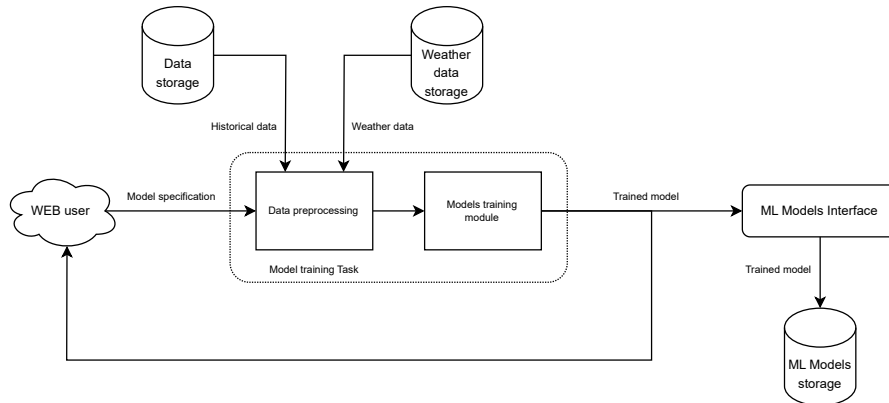 Data
storage
Weather
data
storage
Historical data
Weather data
WEB user
Model specification
Data preprocessing
Models training
module
Trained model
ML Models Interface
Model training Task
Trained model
ML Models
storage